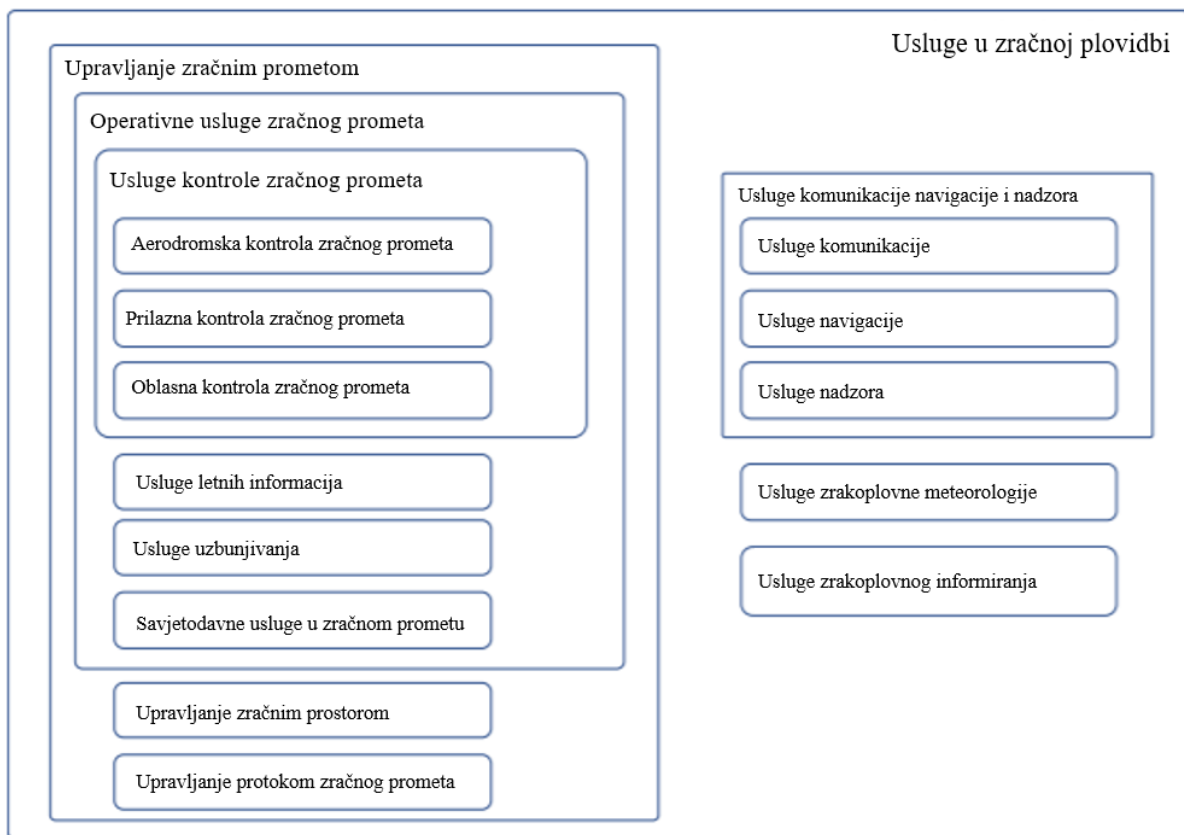 Usluge u zračnoj plovidbi
Upravljanje zračnim prometom
Operativne usluge zračnog prometa
Usluge kontrole zračnog prometa
Aerodromska kontrola zračnog prometa
Prilazna kontrola zračnog prometa
Oblasna kontrola zračnog prometa
Usluge letnih informacija
Usluge uzbunjivanja
Savjetodavne usluge u zračnom prometu
Upravljanje zračnim prostorom
Upravljanje protokom zračnog prometa
Usluge komunikacije navigacije i nadzora
Usluge komunikacije
Usluge navigacije
Usluge nadzora
Usluge zrakoplovne meteorologije
Usluge zrakoplovnog informiranja